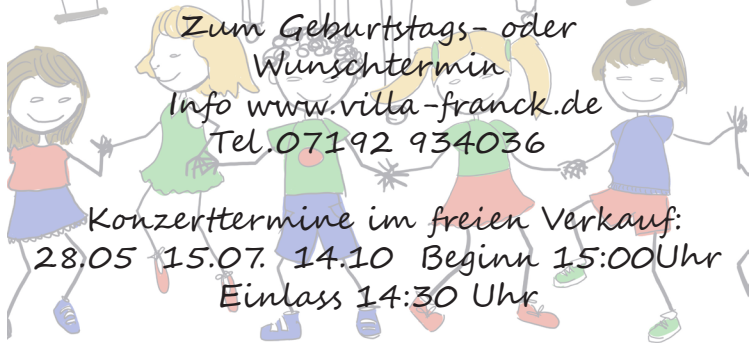 Zum Geburtstags- oder
Wunschtermin
Info www.villa-franck.de
Tel.07192 934036
Konzerttermine im freien Verkauf:
28.05 15.07. 14.10 Beginn 15:00Uhr
Einlass 14:30 Uhr